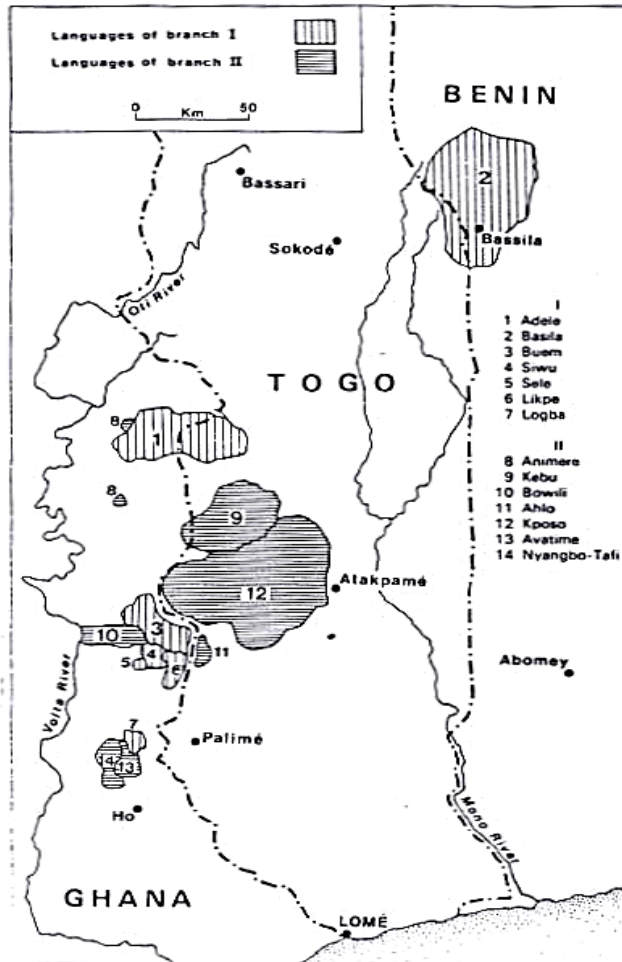 Languages of branch I
Languages of branch II
0 Km 50
BENIN
2
Bassari
Bassila
Sokodé
Oti River
I
1 Adele
2 Basila
3 Buem
4 Siwu
5 Sele
6 Likpe
7 Logba
TOGO
8
1
II
8 Animere
9 Kebu
10 Bowili
11 Ahlo
12 Kposo
13 Avatime
14 Nyangbo-Tafi
8
9
12
Atakpamé
10
3
11
5
4
6
Abomey
Volta River
7
Palimé
14
13
Ho
Mono River
GHANA
LOMÉ